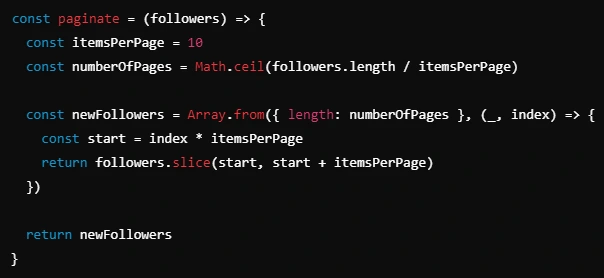 const paginate = (followers) => {
  const itemsPerPage = 10
  const numberOfPages = Math.ceil(followers.length / itemsPerPage)

  const newFollowers = Array.from({ length: numberOfPages }, (_, index) => {
    const start = index * itemsPerPage
    return followers.slice(start, start + itemsPerPage)
  })

  return newFollowers
}